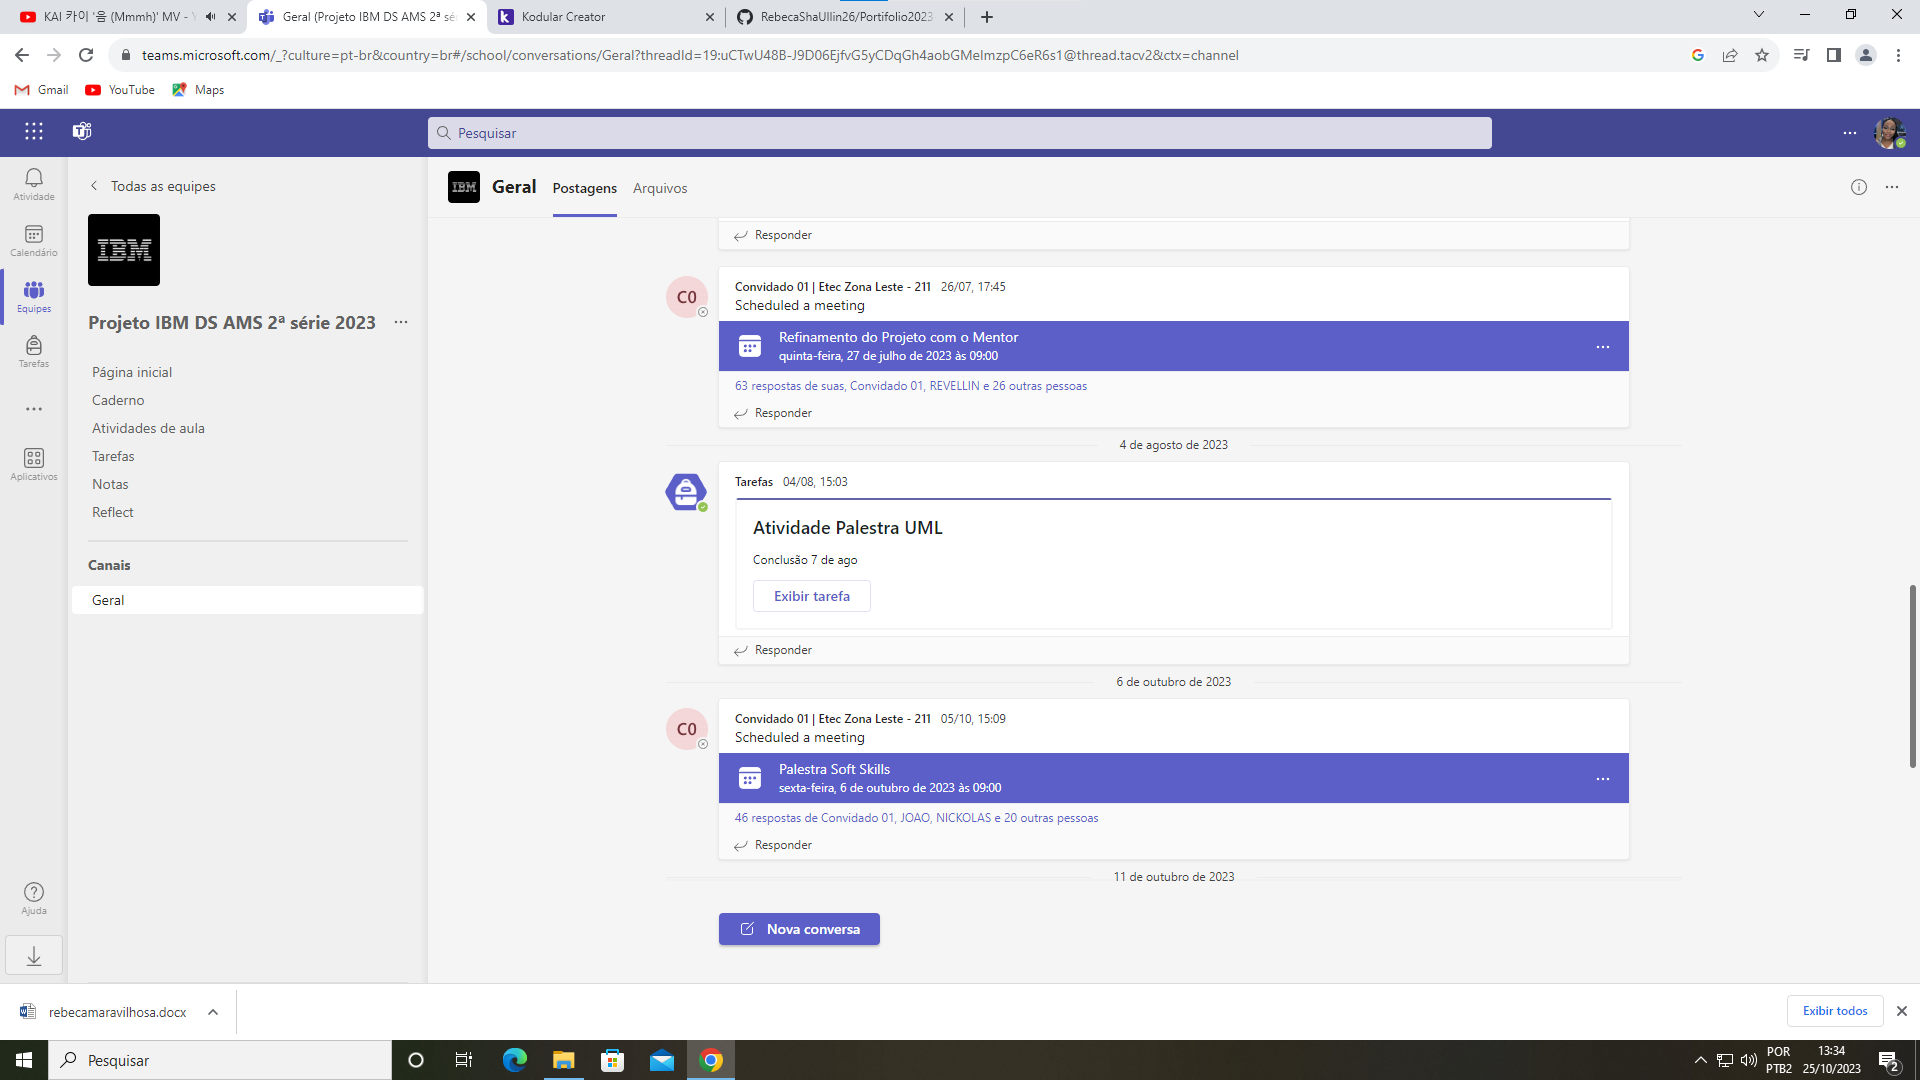 KAI 카이 '음 (Mmmh)' MV - Y
Geral (Projeto IBM DS AMS 2ª séri
Kodular Creator
RebecaShaUllin26/Portifolio2023
teams.microsoft.com/_?culture=pt-br&country=br#/school/conversations/Geral?threadId=19:uCTwU48B-J9D06EjfvG5yCDqGh4aobGMeImzpC6eR6s1@thread.tacv2&ctx=channel
Gmail
YouTube
Maps
Pesquisar
Atividade
Calendário
Equipes
Tarefas
Aplicativos
Ajuda
Todas as equipes
IBM
Projeto IBM DS AMS 2ª série 2023
Página inicial
Caderno
Atividades de aula
Tarefas
Notas
Reflect
Canais
Geral
IBM
Geral
Postagens
Arquivos
Responder
C0
Convidado 01 | Etec Zona Leste - 211 26/07, 17:45
Scheduled a meeting
Refinamento do Projeto com o Mentor
quinta-feira, 27 de julho de 2023 às 09:00
63 respostas de suas, Convidado 01, REVELLIN e 26 outras pessoas
Responder
4 de agosto de 2023
Tarefas 04/08, 15:03
Atividade Palestra UML
Conclusão 7 de ago
Exibir tarefa
Responder
6 de outubro de 2023
C0
Convidado 01 | Etec Zona Leste - 211 05/10, 15:09
Scheduled a meeting
Palestra Soft Skills
sexta-feira, 6 de outubro de 2023 às 09:00
46 respostas de Convidado 01, JOAO, NICKOLAS e 20 outras pessoas
Responder
11 de outubro de 2023
Nova conversa
rebecamaravilhosa.docx
Exibir todos
Pesquisar
POR
PTB2
13:34
25/10/2023
2